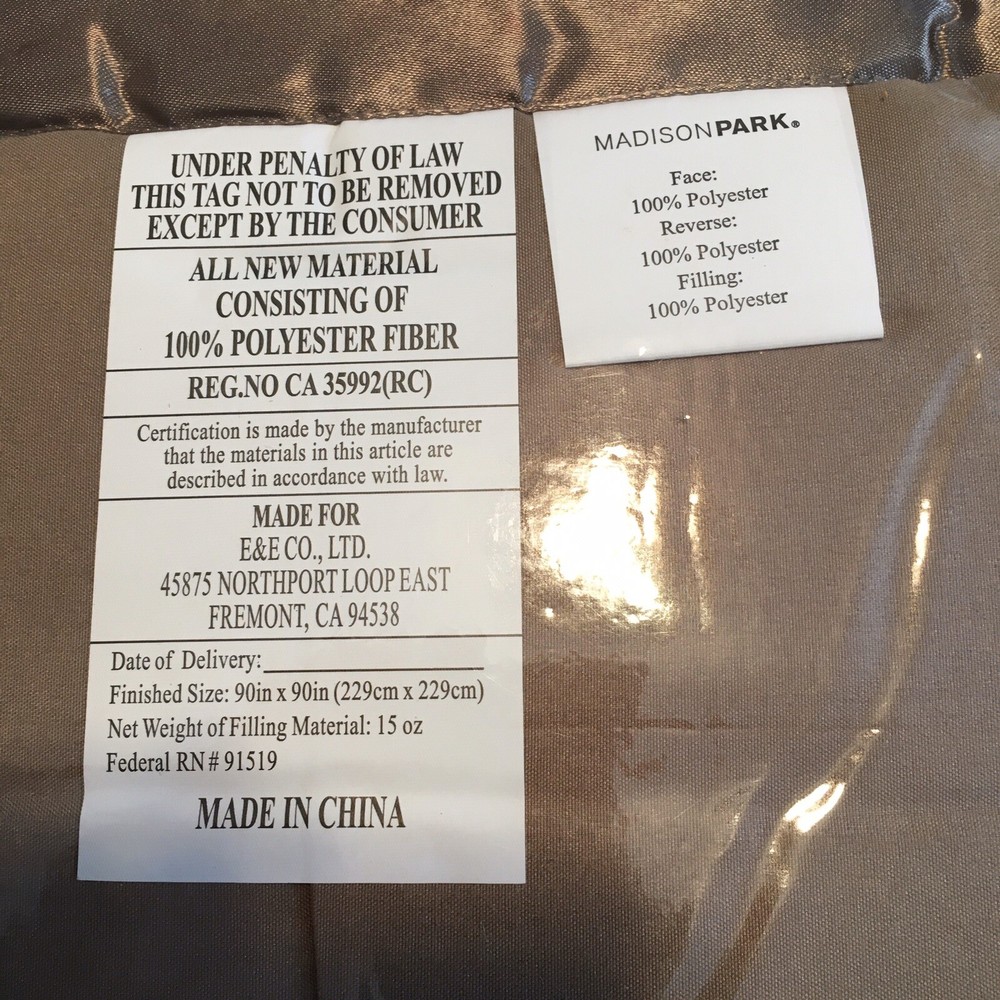 UNDER PENALTY OF LAW
THIS TAG NOT TO BE REMOVED
EXCEPT BY THE CONSUMER
ALL NEW MATERIAL
CONSISTING OF
100% POLYESTER FIBER
REG.NO CA 35992(RC)
Certification is made by the manufacturer
that the materials in this article are
described in accordance with law.
MADE FOR
E&E CO., LTD.
45875 NORTHPORT LOOP EAST
FREMONT, CA 94538
Date of Delivery:
Finished Size: 90in x 90in (229cm x 229cm)
Net Weight of Filling Material: 15 oz
Federal RN # 91519
MADE IN CHINA
MADISONPARK®
Face:
100% Polyester
Reverse:
100% Polyester
Filling:
100% Polyester